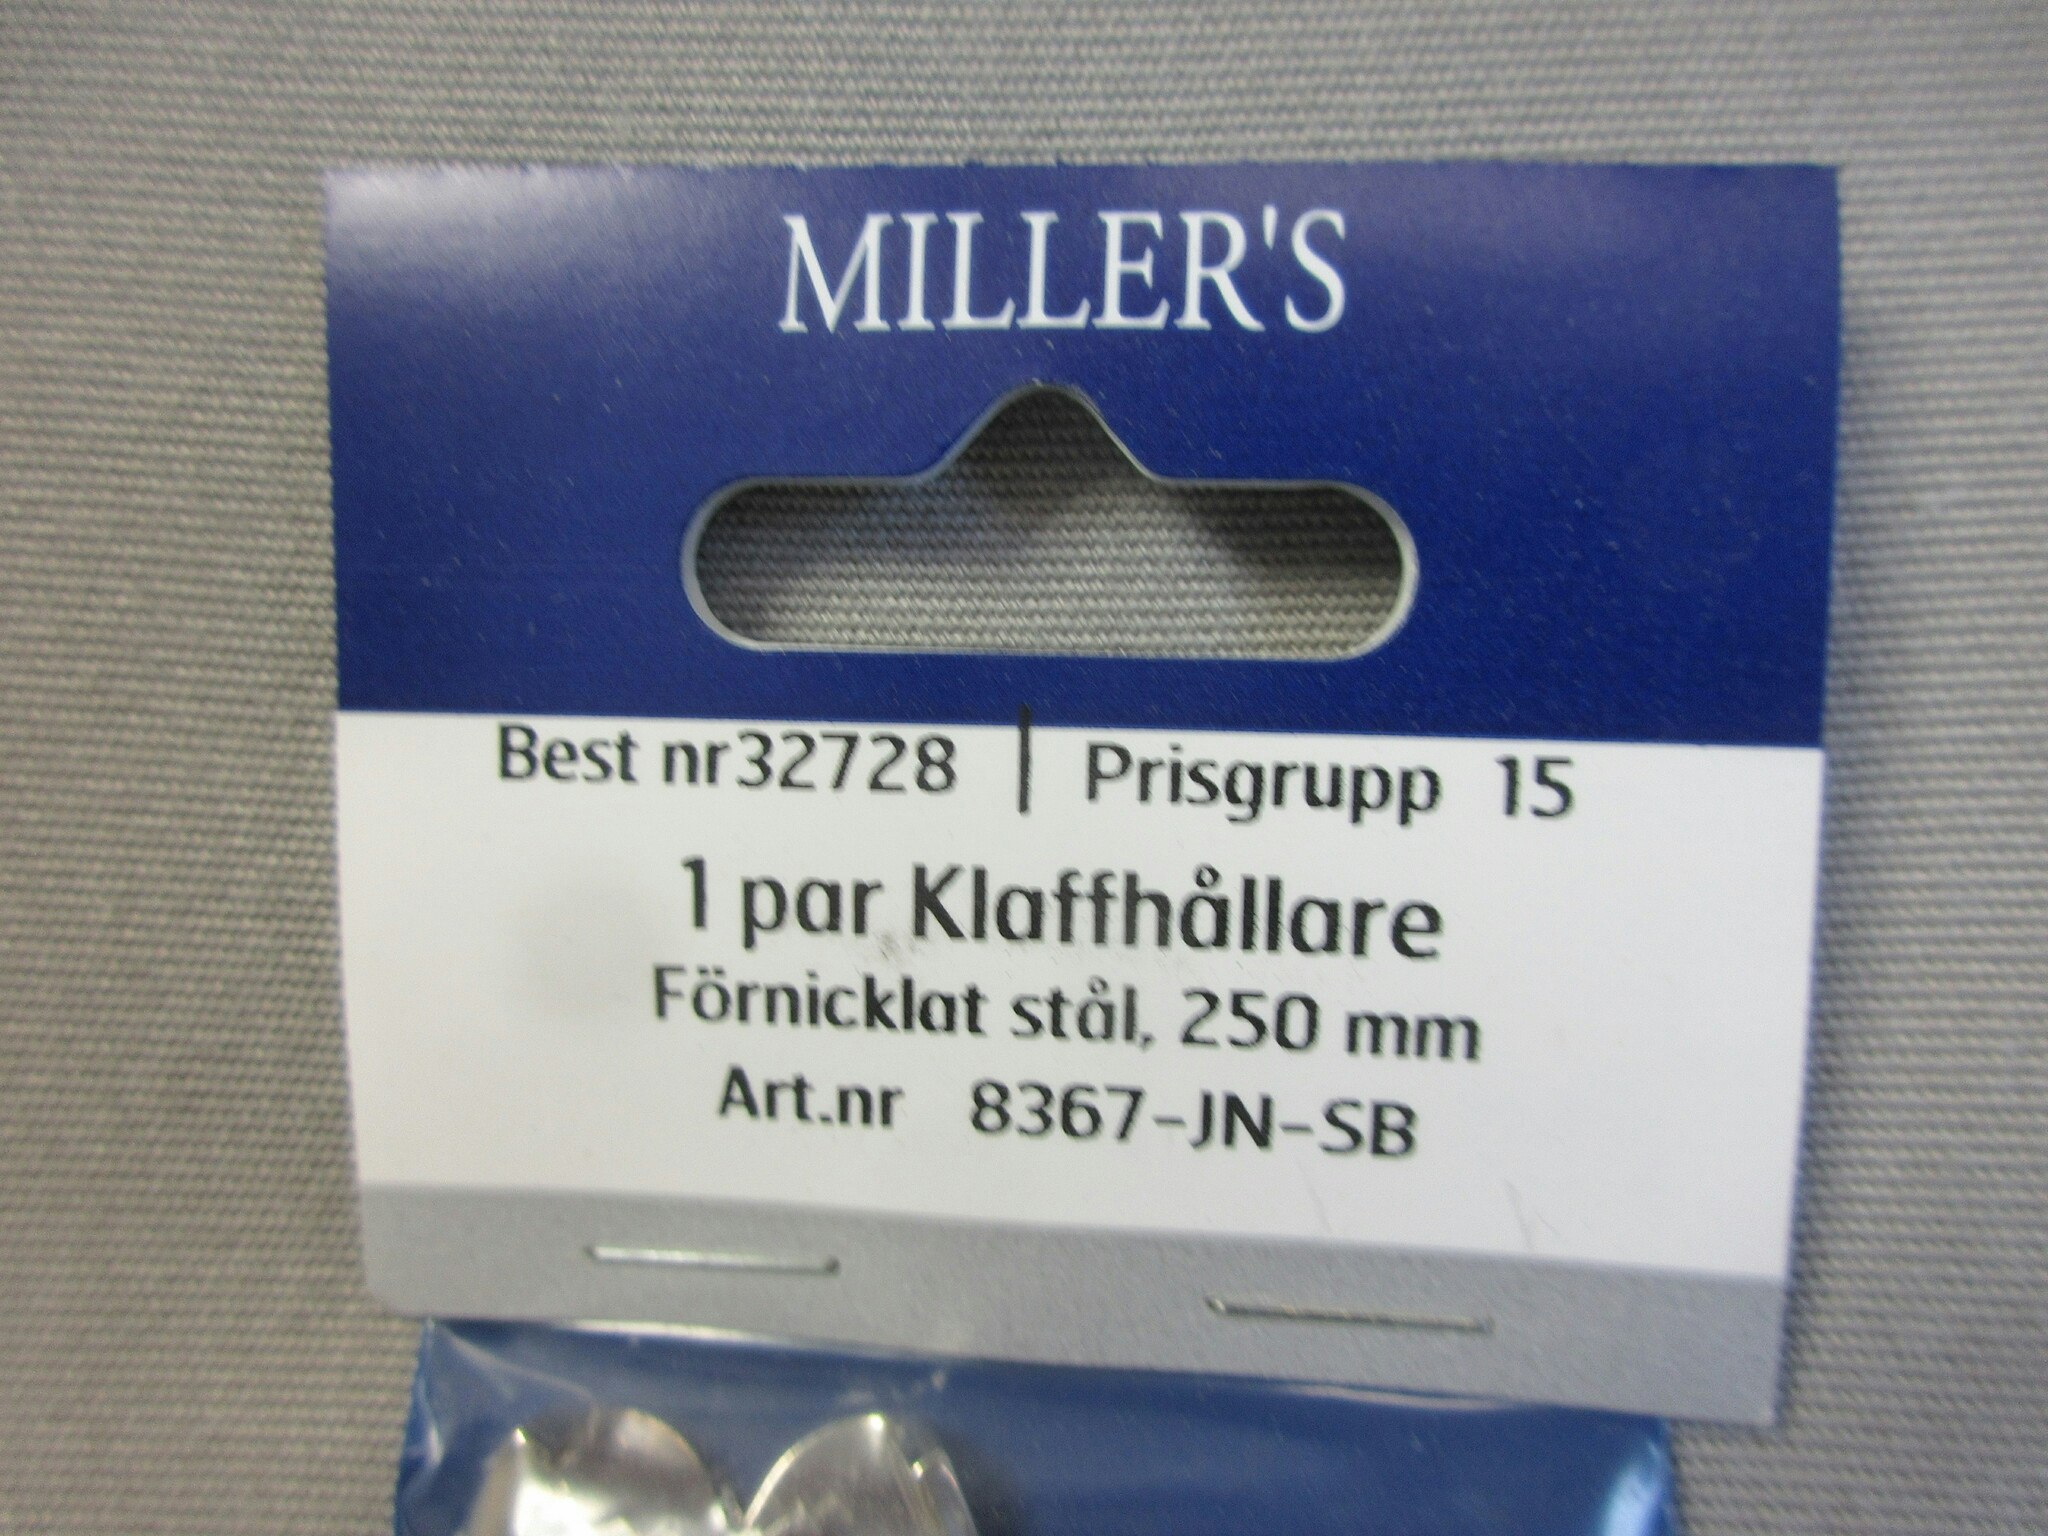 MILLER'S
Best nr32728 | Prisgrupp 15
1 par Klaffhållare
Förnicklat stål, 250 mm
Art.nr 8367-JN-SB